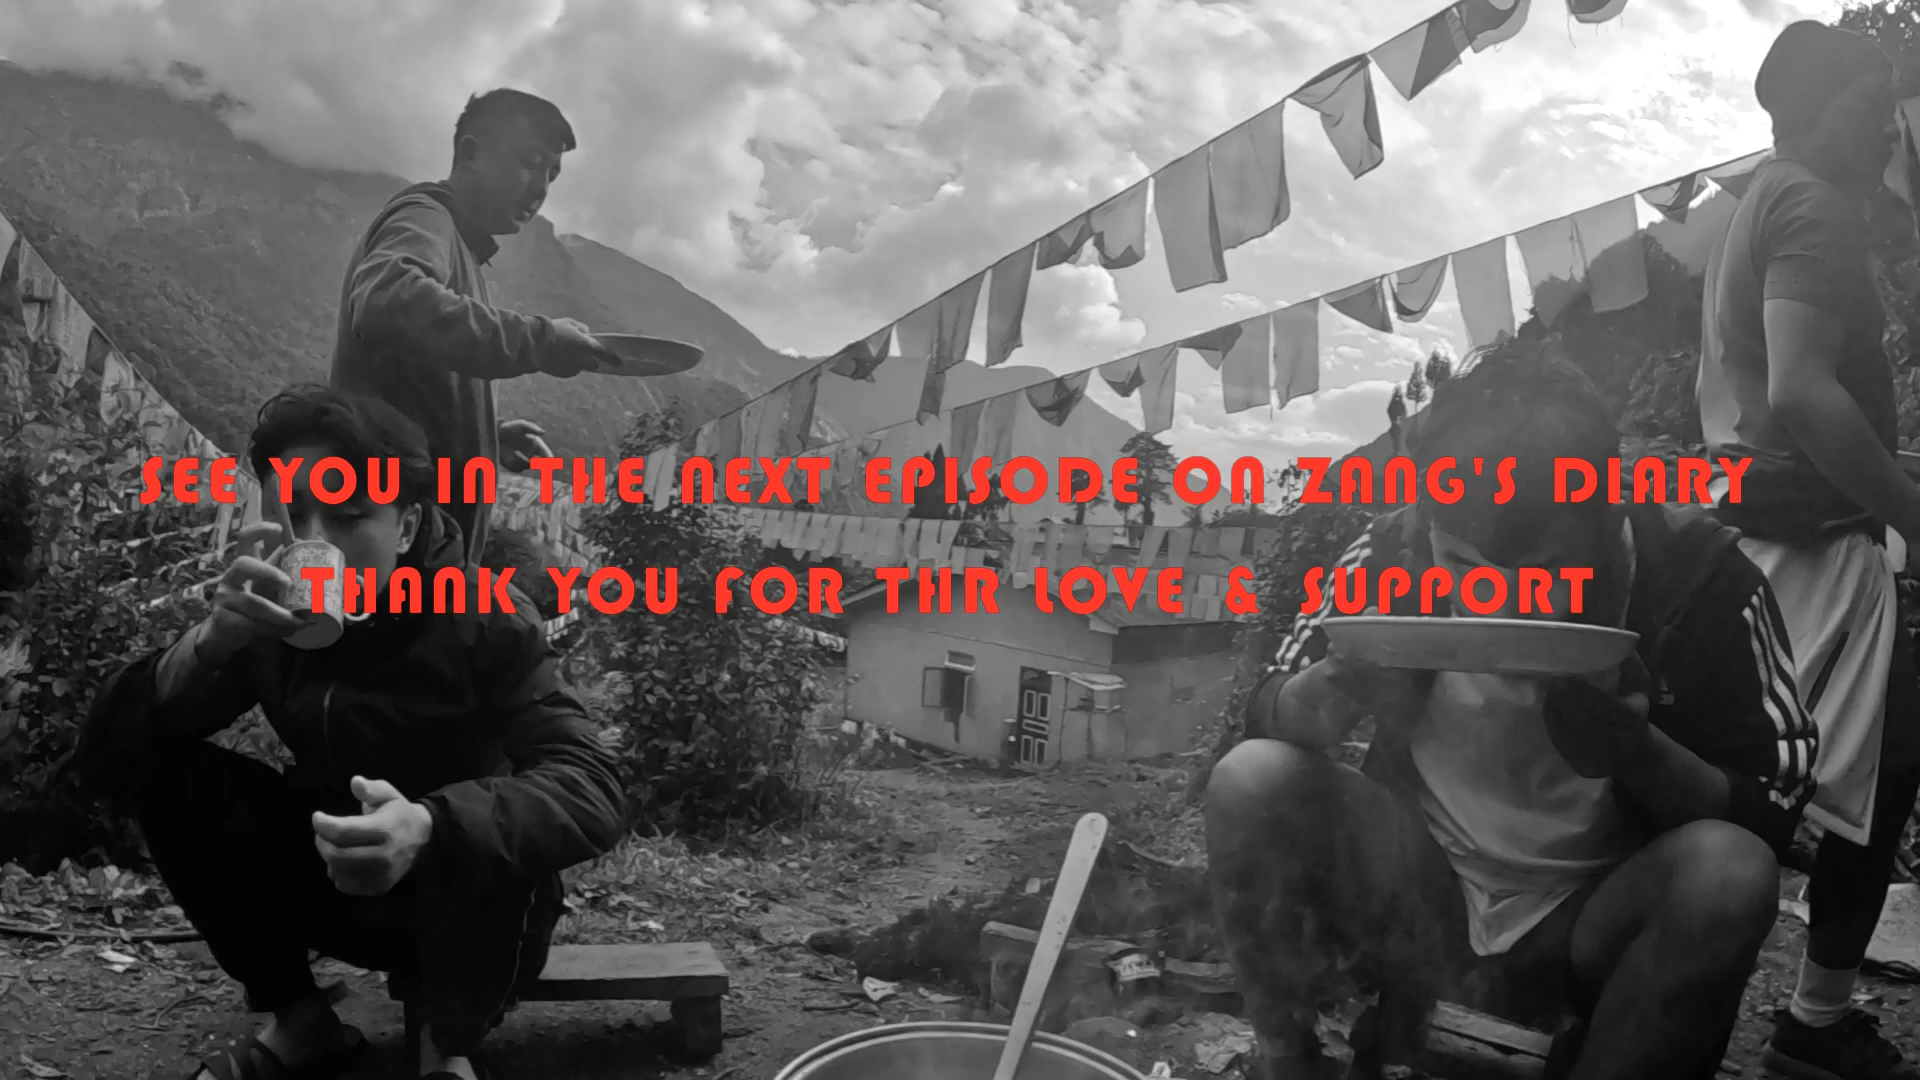 SEE YOU IN THE NEXT EPISODE ON ZANG'S DIARY
THANK YOU FOR THR LOVE & SUPPORT